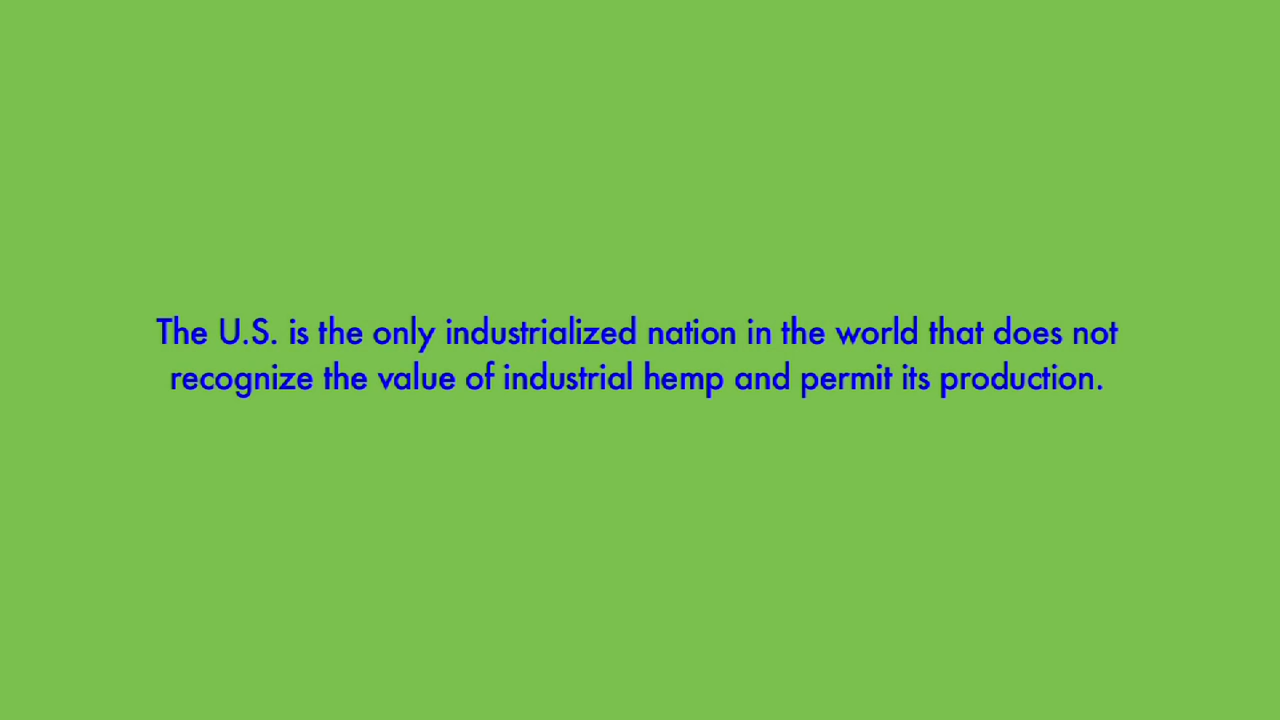 The U.S. is the only industrialized nation in the world that does not
recognize the value of industrial hemp and permit its production.